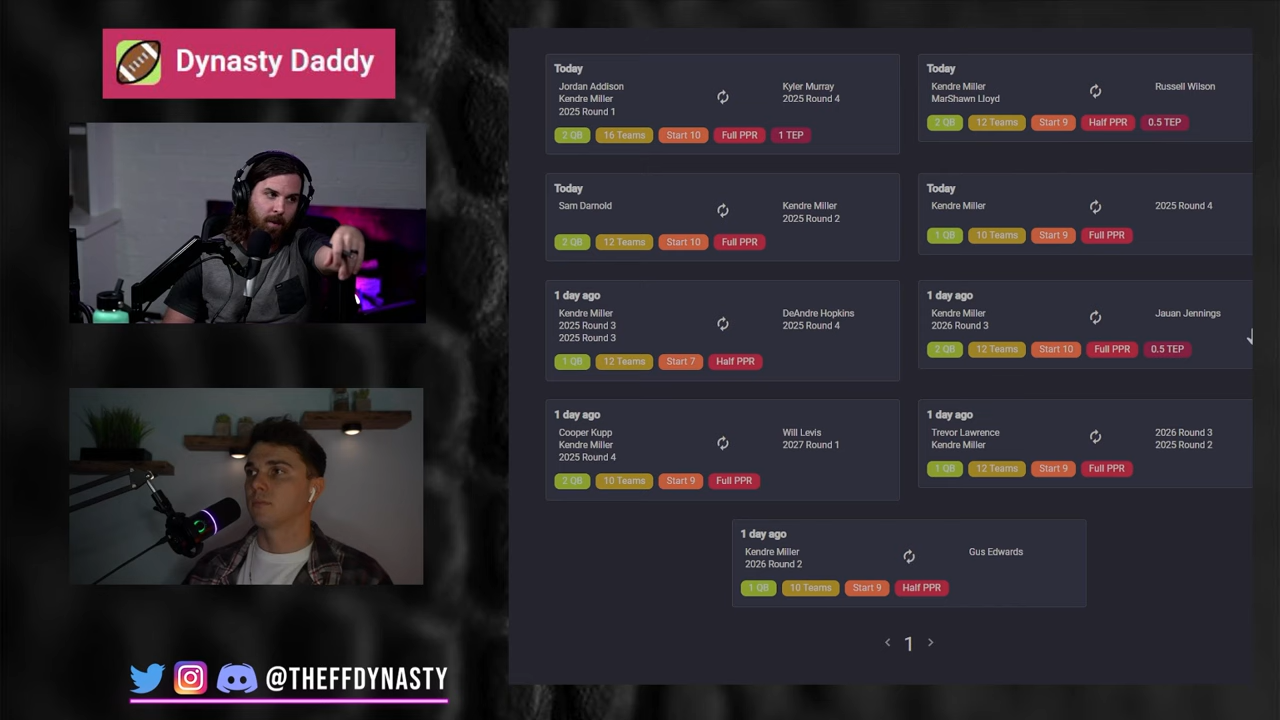 Dynasty Daddy
Today
Jordan Addison
Kendre Miller
2025 Round 1
Kyler Murray
2025 Round 4
2 QB 16 Teams Start 10 Full PPR 1 TEP
Today
Kendre Miller
MarShawn Lloyd
Russell Wilson
2 QB 12 Teams Start 9 Half PPR 0.5 TEP
Today
Sam Darnold
Kendre Miller
2025 Round 2
2 QB 12 Teams Start 10 Full PPR
Today
Kendre Miller
2025 Round 4
1 QB 10 Teams Start 9 Full PPR
1 day ago
Kendre Miller
2025 Round 3
2025 Round 3
DeAndre Hopkins
2025 Round 4
1 QB 12 Teams Start 7 Half PPR
1 day ago
Kendre Miller
2026 Round 3
Jauan Jennings
2 QB 12 Teams Start 10 Full PPR 0.5 TEP
1 day ago
Cooper Kupp
Kendre Miller
2025 Round 4
Will Levis
2027 Round 1
2 QB 10 Teams Start 9 Full PPR
1 day ago
Trevor Lawrence
Kendre Miller
2026 Round 3
2025 Round 2
1 QB 12 Teams Start 9 Full PPR
1 day ago
Kendre Miller
2026 Round 2
Gus Edwards
1 QB 10 Teams Start 9 Half PPR
‹ 1 ›
@THEFFDYNASTY